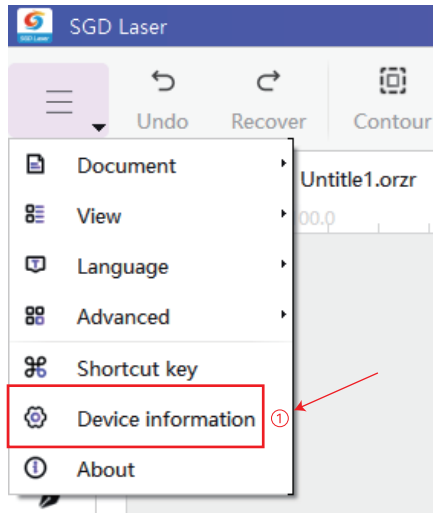 SGD Laser
SGD Laser
Undo Recover Contour
Document
Untitle1.orzr
View
00.0
Language
Advanced
Shortcut key
Device information ①
About